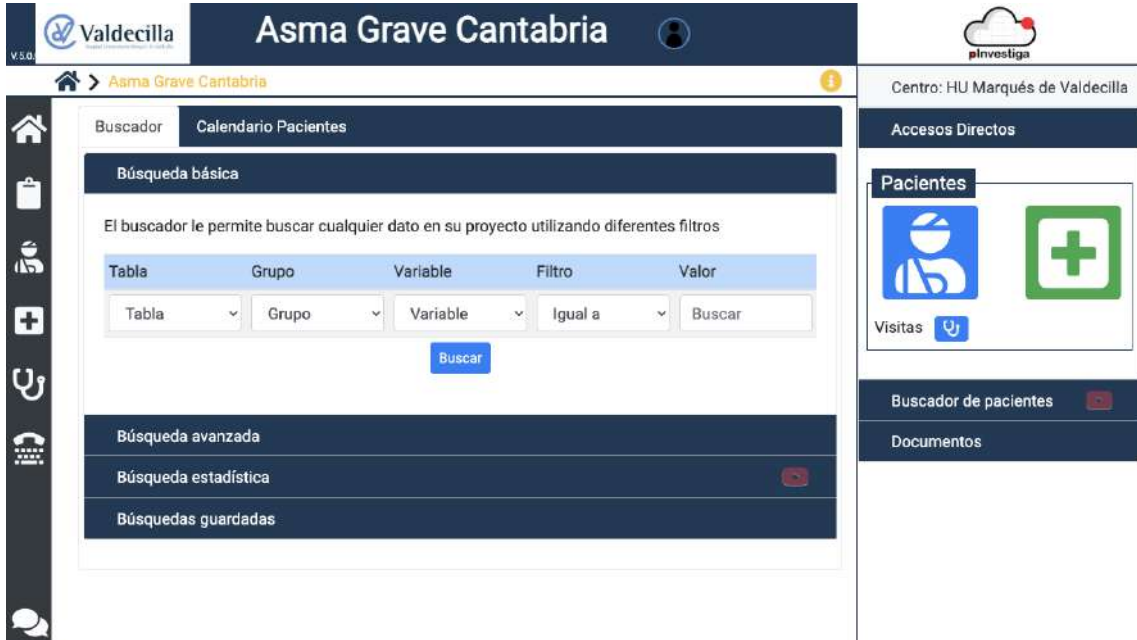 V.5.0.
Valdecilla
Asma Grave Cantabria
pInvestiga
Asma Grave Cantabria
Centro: HU Marqués de Valdecilla
Buscador
Calendario Pacientes
Accesos Directos
Búsqueda básica
Pacientes
El buscador le permite buscar cualquier dato en su proyecto utilizando diferentes filtros
Tabla Grupo Variable Filtro Valor
Tabla Grupo Variable Igual a Buscar
Visitas
Buscar
Buscador de pacientes
Búsqueda avanzada
Documentos
Búsqueda estadística
Búsquedas guardadas